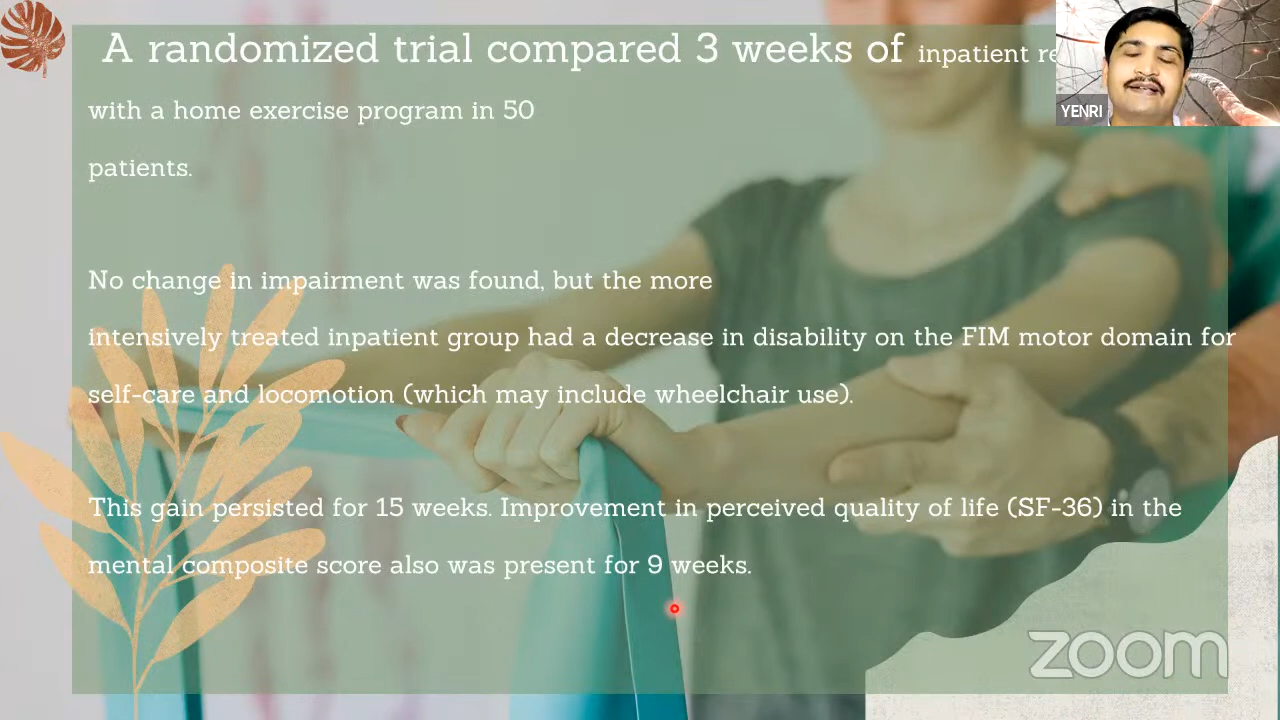 A randomized trial compared 3 weeks of inpatient
with a home exercise program in 50
patients.
No change in impairment was found, but the more
intensively treated inpatient group had a decrease in disability on the FIM motor domain for
self-care and locomotion (which may include wheelchair use).
This gain persisted for 15 weeks. Improvement in perceived quality of life (SF-36) in the
mental composite score also was present for 9 weeks.
YENRI
zoom